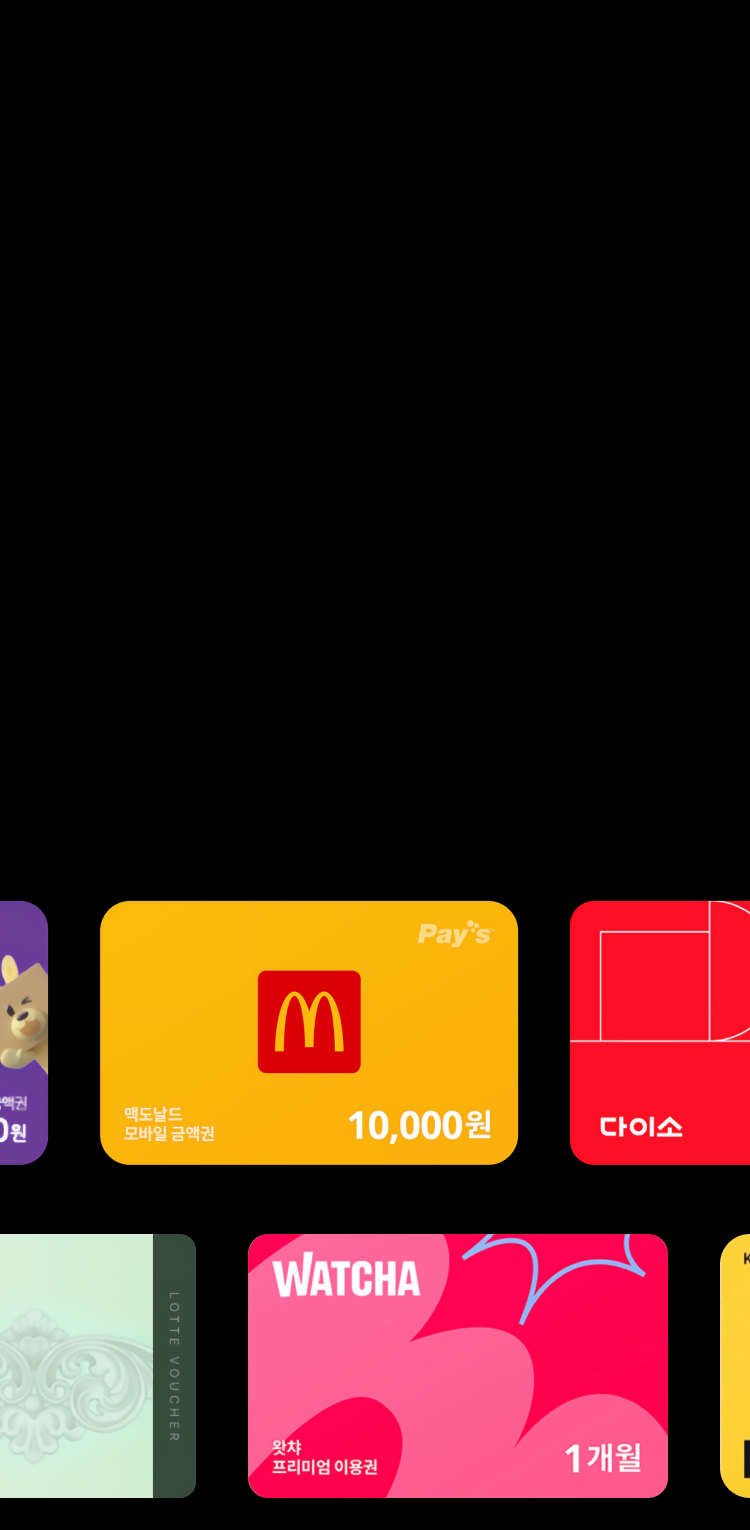 Pay's
맥도날드
모바일 금액권
10,000원
액권
0원
다이소
LOTTE VOUCHER
WATCHA
왓챠
프리미엄 이용권
1개월
K